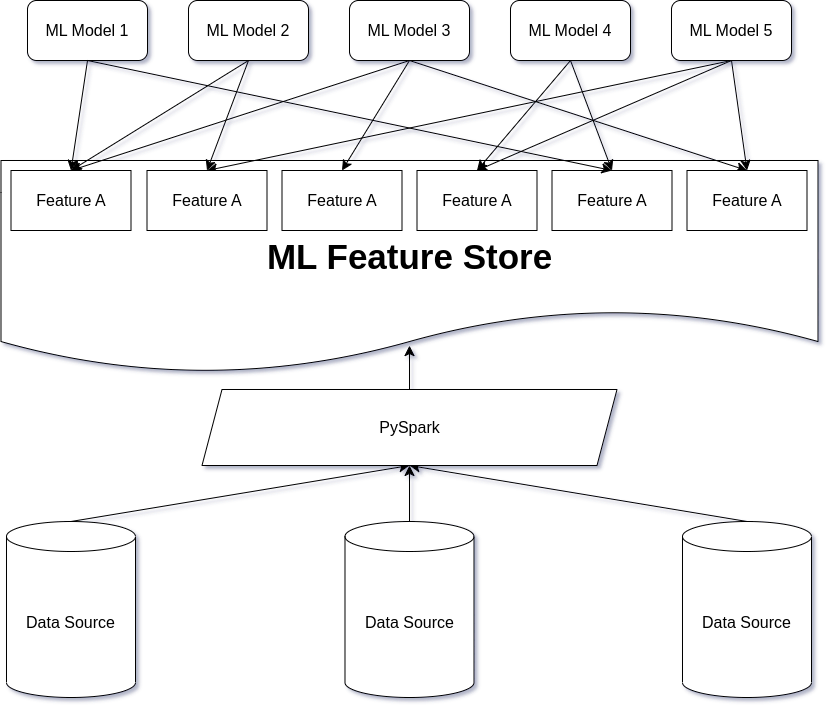 ML Model 1
ML Model 2
ML Model 3
ML Model 4
ML Model 5
Feature A
Feature A
Feature A
Feature A
Feature A
Feature A
ML Feature Store
PySpark
Data Source
Data Source
Data Source